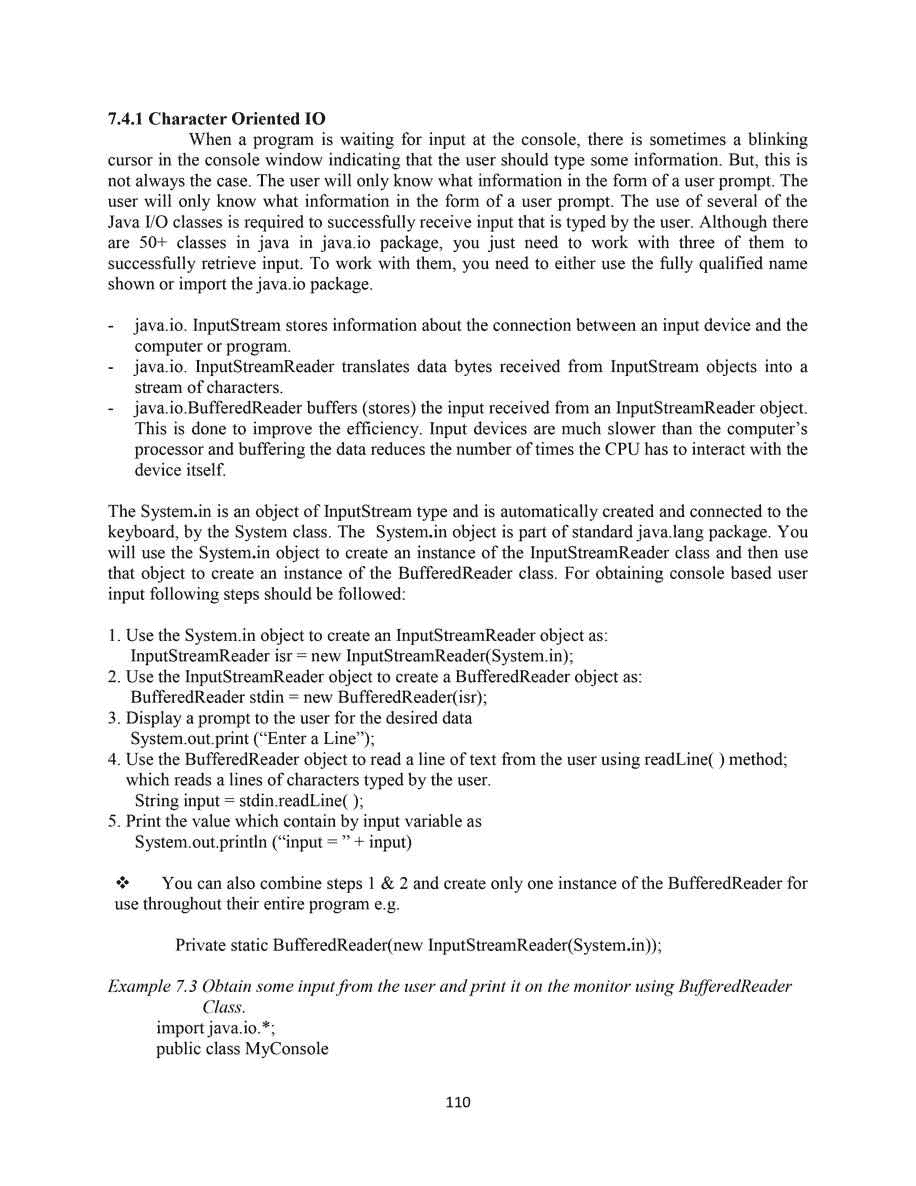 7.4.1 Character Oriented IO
When a program is waiting for input at the console, there is sometimes a blinking
cursor in the console window indicating that the user should type some information. But, this is
not always the case. The user will only know what information in the form of a user prompt. The
user will only know what information in the form of a user prompt. The use of several of the
Java I/O classes is required to successfully receive input that is typed by the user. Although there
are 50+ classes in java in java.io package, you just need to work with three of them to
successfully retrieve input. To work with them, you need to either use the fully qualified name
shown or import the java.io package.
- java.io. InputStream stores information about the connection between an input device and the
computer or program.
- java.io. InputStreamReader translates data bytes received from InputStream objects into a
stream of characters.
- java.io.BufferedReader buffers (stores) the input received from an InputStreamReader object.
This is done to improve the efficiency. Input devices are much slower than the computer’s
processor and buffering the data reduces the number of times the CPU has to interact with the
device itself.
The System.in is an object of InputStream type and is automatically created and connected to the
keyboard, by the System class. The System.in object is part of standard java.lang package. You
will use the System.in object to create an instance of the InputStreamReader class and then use
that object to create an instance of the BufferedReader class. For obtaining console based user
input following steps should be followed:
1. Use the System.in object to create an InputStreamReader object as:
InputStreamReader isr = new InputStreamReader(System.in);
2. Use the InputStreamReader object to create a BufferedReader object as:
BufferedReader stdin = new BufferedReader(isr);
3. Display a prompt to the user for the desired data
System.out.print (“Enter a Line”);
4. Use the BufferedReader object to read a line of text from the user using readLine( ) method;
which reads a lines of characters typed by the user.
String input = stdin.readLine( );
5. Print the value which contain by input variable as
System.out.println (“input = ” + input)
❖ You can also combine steps 1 & 2 and create only one instance of the BufferedReader for
use throughout their entire program e.g.
Private static BufferedReader(new InputStreamReader(System.in));
Example 7.3 Obtain some input from the user and print it on the monitor using BufferedReader
Class.
import java.io.*;
public class MyConsole
110